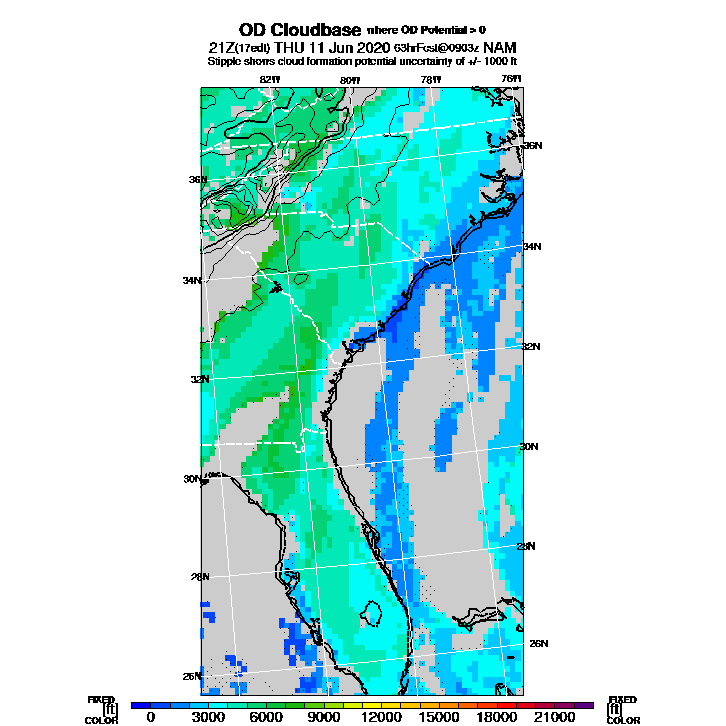 OD Cloudbase where OD Potential > 0
21Z(17edt) THU 11 Jun 2020 63hrFcst@0903z NAM
Stipple shows cloud formation potential uncertainty of +/- 1000 ft
82W 80W 78W 76W
36N 36N
34N 34N
32N 32N
30N 30N
28N 28N
26N 26N
FIXED [ft] COLOR
0 3000 6000 9000 12000 15000 18000 21000
FIXED [ft] COLOR